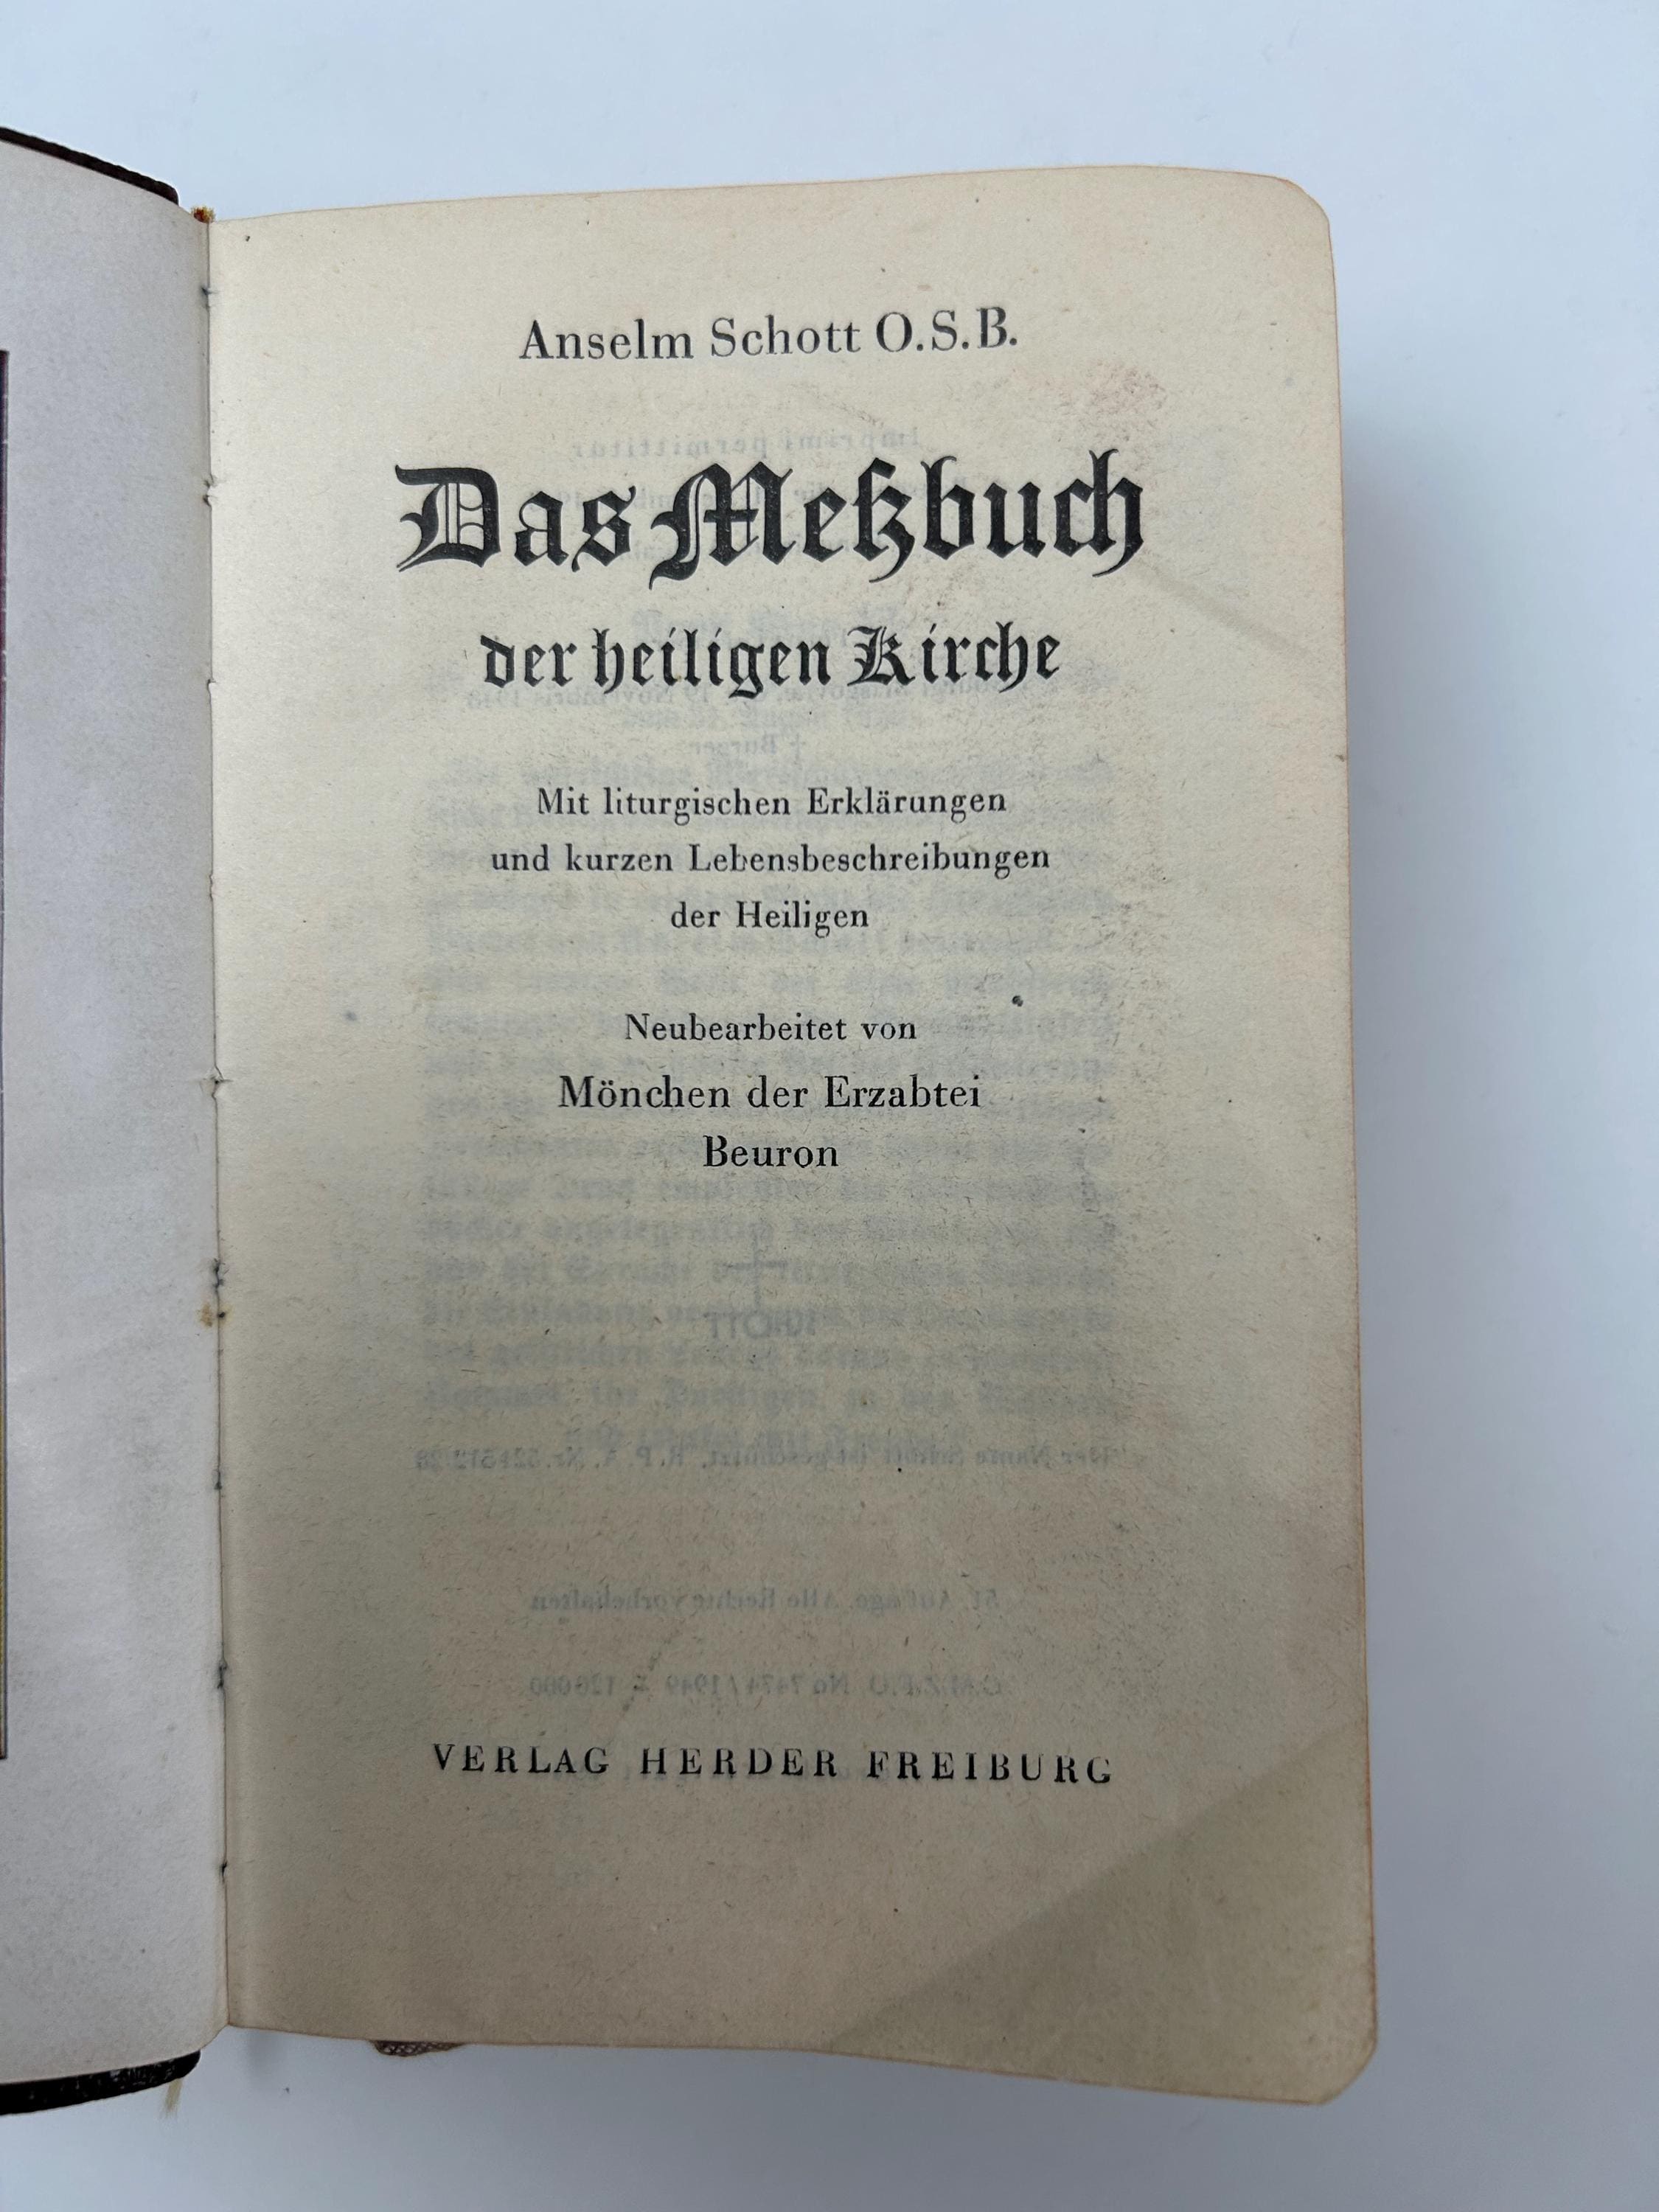 Anselm Schott O.S.B.
Das Meßbuch
der heiligen Kirche
Mit liturgischen Erklärungen
und kurzen Lebensbeschreibungen
der Heiligen
Neubearbeitet von
Mönchen der Erzabtei
Beuron
VERLAG HERDER FREIBURG